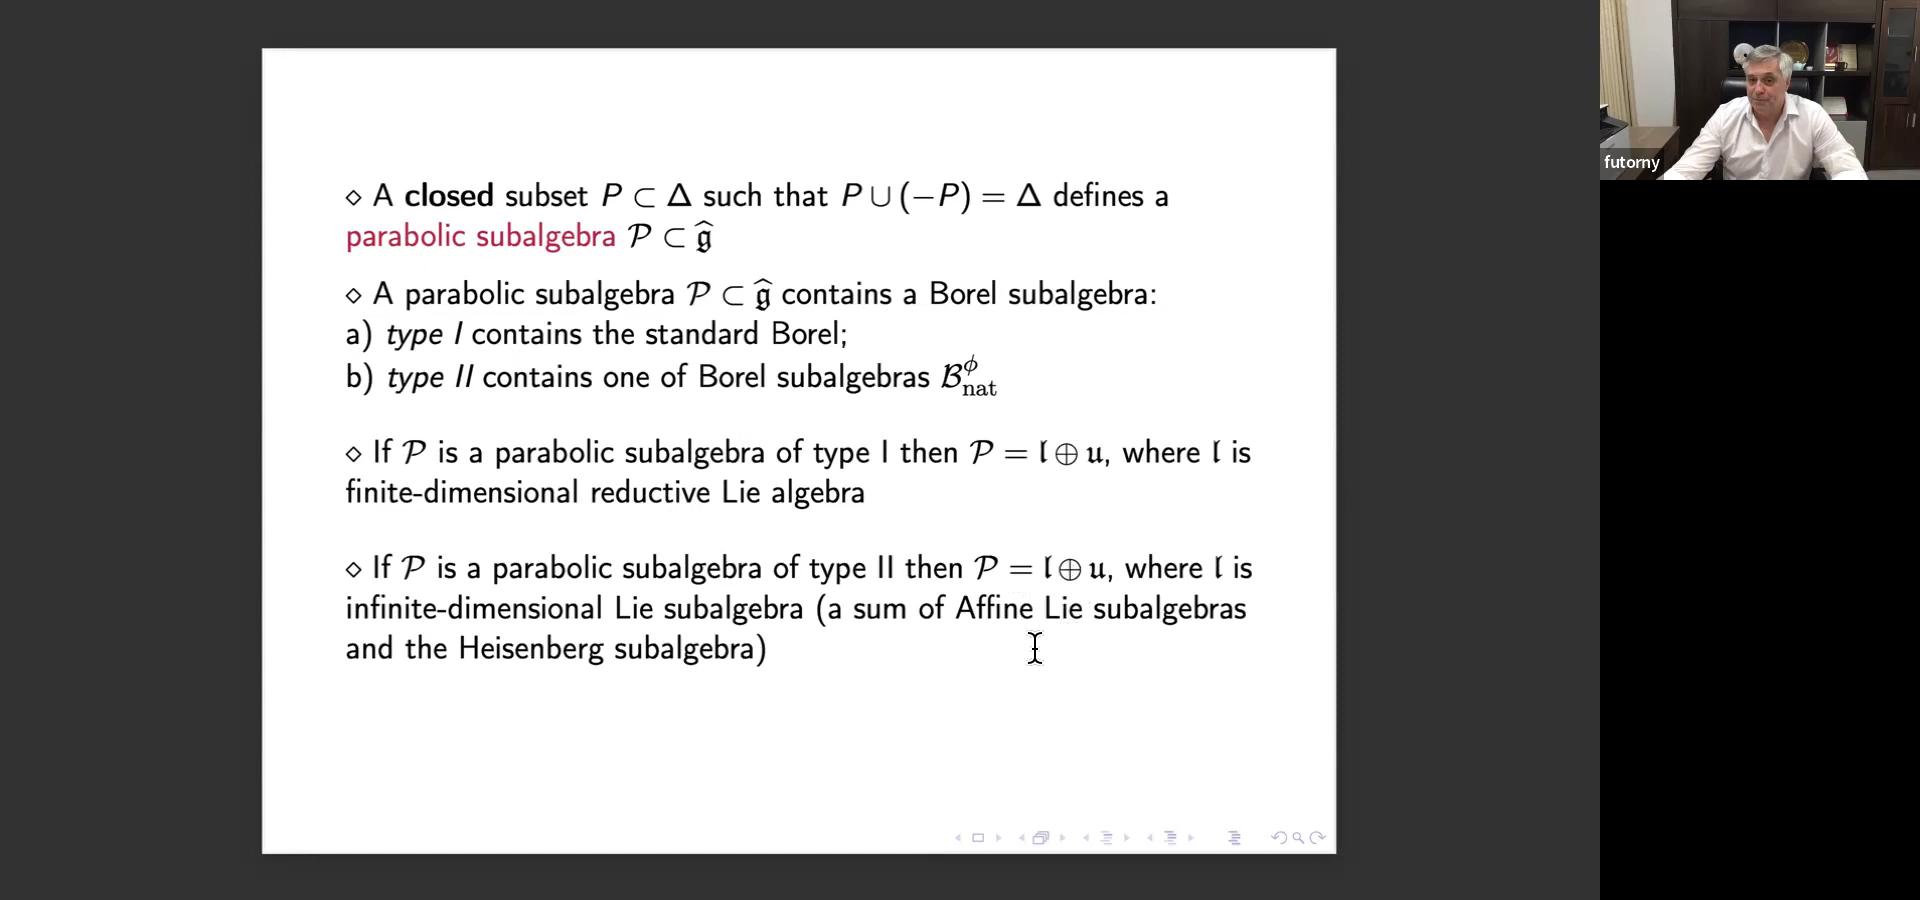 ⋄ A closed subset P ⊂ Δ such that P ∪ (−P) = Δ defines a
parabolic subalgebra 𝒫 ⊂ 𝔤̂
⋄ A parabolic subalgebra 𝒫 ⊂ 𝔤̂ contains a Borel subalgebra:
a) type I contains the standard Borel;
b) type II contains one of Borel subalgebras ℬ^ϕ_nat
⋄ If 𝒫 is a parabolic subalgebra of type I then 𝒫 = 𝔩 ⊕ 𝔲, where 𝔩 is
finite-dimensional reductive Lie algebra
⋄ If 𝒫 is a parabolic subalgebra of type II then 𝒫 = 𝔩 ⊕ 𝔲, where 𝔩 is
infinite-dimensional Lie subalgebra (a sum of Affine Lie subalgebras
and the Heisenberg subalgebra)
futorny